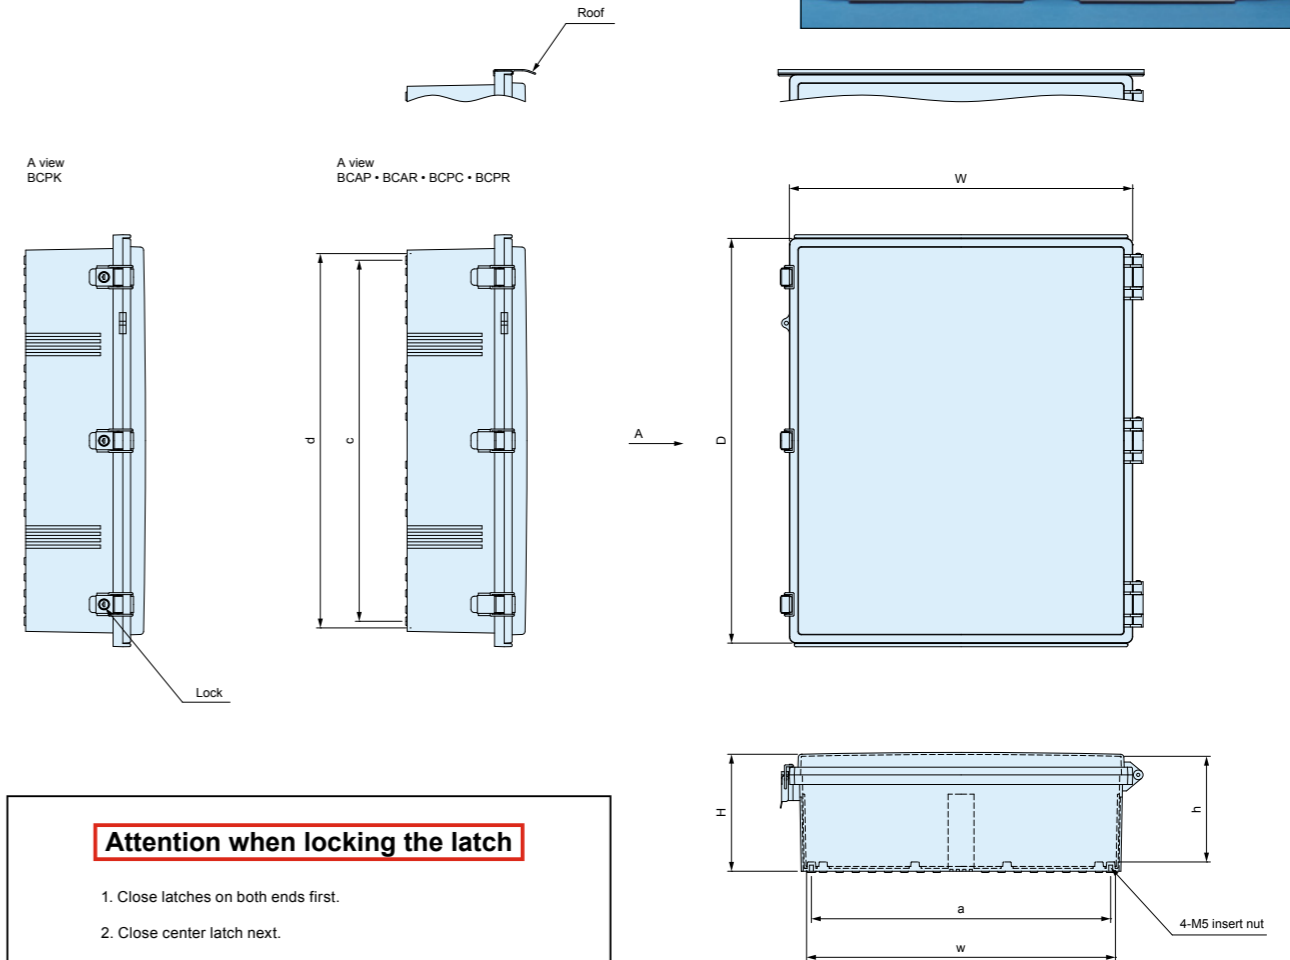 Roof
A view
BCPK
A view
BCAP • BCAR • BCPC • BCPR
W
d
c
A
D
Lock
H
h
a
4-M5 insert nut
w
Attention when locking the latch
1. Close latches on both ends first.
2. Close center latch next.